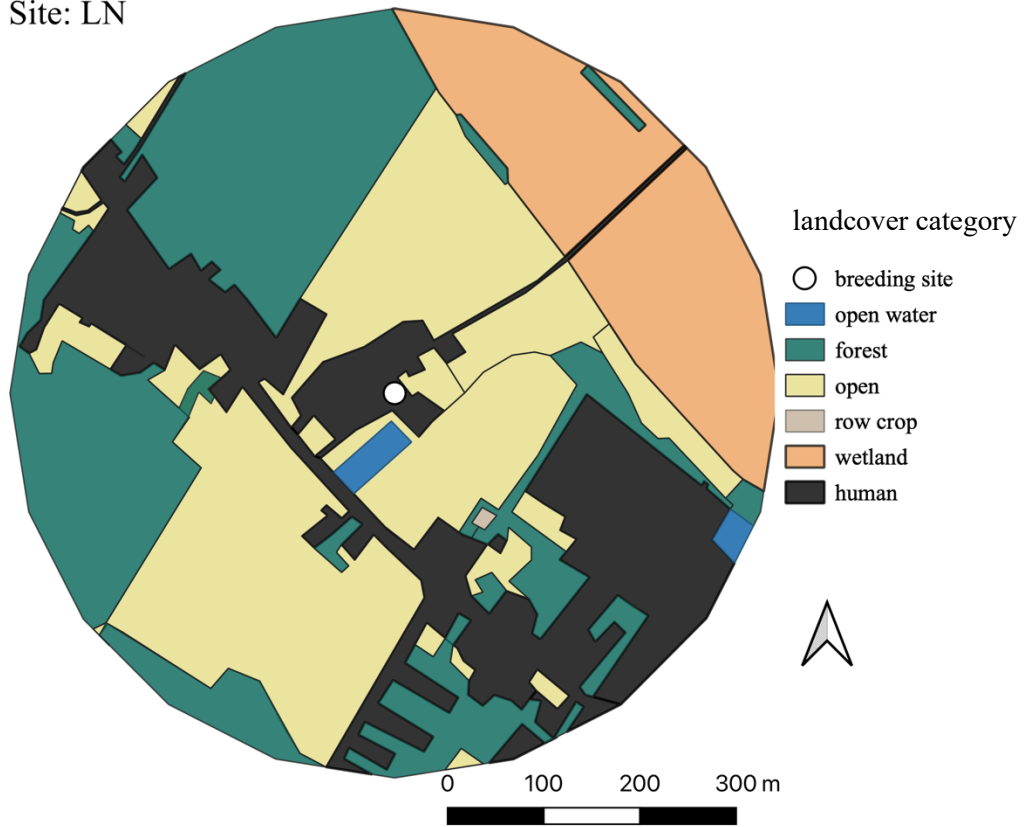 Site: LN
landcover category
breeding site
open water
forest
open
row crop
wetland
human
0 100 200 300 m